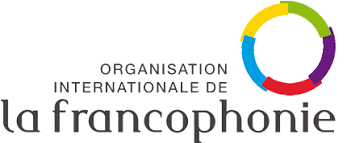 ORGANISATION
INTERNATIONALE DE
la francophonie